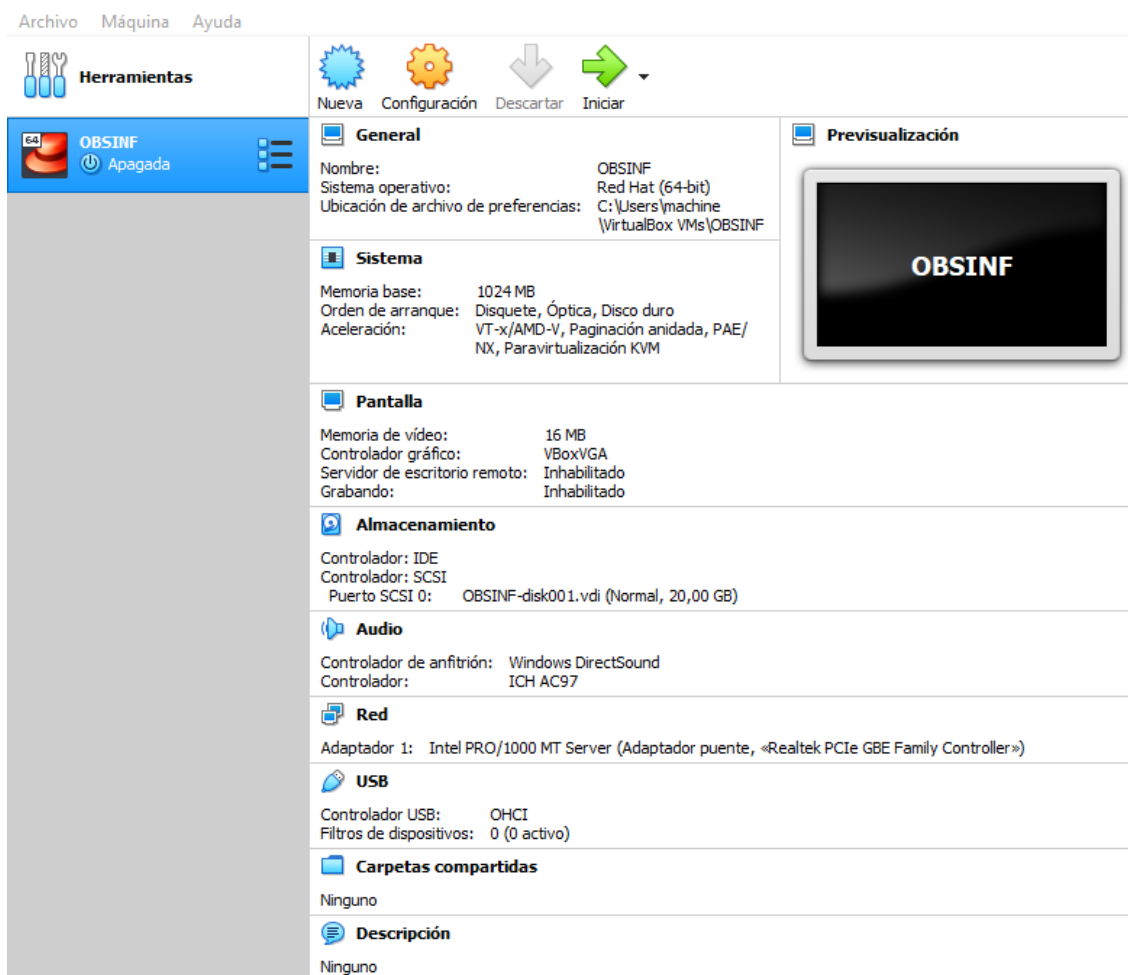 Archivo Máquina Ayuda
Herramientas
Nueva Configuración Descartar Iniciar
64
OBSINF
Apagada
General
Nombre: OBSINF
Sistema operativo: Red Hat (64-bit)
Ubicación de archivo de preferencias: C:\Users\machine
\VirtualBox VMs\OBSINF
Previsualización
OBSINF
Sistema
Memoria base: 1024 MB
Orden de arranque: Disquete, Óptica, Disco duro
Aceleración: VT-x/AMD-V, Paginación anidada, PAE/
NX, Paravirtualización KVM
Pantalla
Memoria de vídeo: 16 MB
Controlador gráfico: VBoxVGA
Servidor de escritorio remoto: Inhabilitado
Grabando: Inhabilitado
Almacenamiento
Controlador: IDE
Controlador: SCSI
Puerto SCSI 0: OBSINF-disk001.vdi (Normal, 20,00 GB)
Audio
Controlador de anfitrión: Windows DirectSound
Controlador: ICH AC97
Red
Adaptador 1: Intel PRO/1000 MT Server (Adaptador puente, «Realtek PCIe GBE Family Controller»)
USB
Controlador USB: OHCI
Filtros de dispositivos: 0 (0 activo)
Carpetas compartidas
Ninguno
Descripción
Ninguno